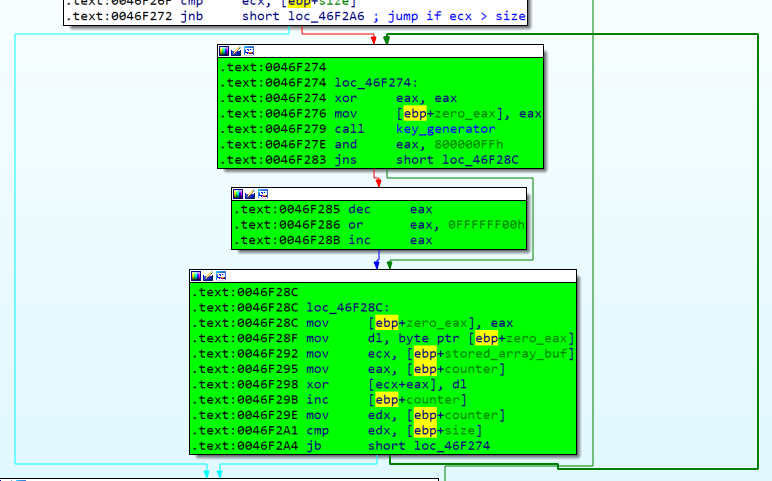 .text:0046F26F cmp ecx, [ebp+size]
.text:0046F272 jnb short loc_46F2A6 ; jump if ecx > size
.text:0046F274
.text:0046F274 loc_46F274:
.text:0046F274 xor eax, eax
.text:0046F276 mov [ebp+zero_eax], eax
.text:0046F279 call key_generator
.text:0046F27E and eax, 800000FFh
.text:0046F283 jns short loc_46F28C
.text:0046F285 dec eax
.text:0046F286 or eax, 0FFFFFF00h
.text:0046F28B inc eax
.text:0046F28C
.text:0046F28C loc_46F28C:
.text:0046F28C mov [ebp+zero_eax], eax
.text:0046F28F mov dl, byte ptr [ebp+zero_eax]
.text:0046F292 mov ecx, [ebp+stored_array_buf]
.text:0046F295 mov eax, [ebp+counter]
.text:0046F298 xor [ecx+eax], dl
.text:0046F29B inc [ebp+counter]
.text:0046F29E mov edx, [ebp+counter]
.text:0046F2A1 cmp edx, [ebp+size]
.text:0046F2A4 jb short loc_46F274